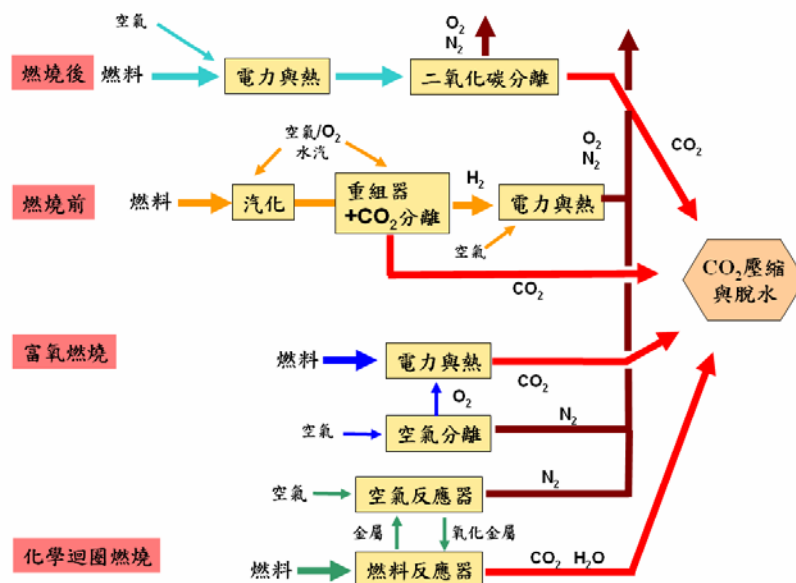 空氣
O₂
N₂
燃燒後
燃料
電力與熱
二氧化碳分離
CO₂
空氣/O₂
水汽
O₂
N₂
燃燒前
燃料
汽化
重組器
+CO₂分離
H₂
電力與熱
空氣
CO₂
CO₂壓縮
與脫水
富氧燃燒
燃料
電力與熱
CO₂
O₂
空氣
空氣分離
N₂
空氣
空氣反應器
N₂
金屬
氧化金屬
化學迴圈燃燒
燃料
燃料反應器
CO₂ H₂O